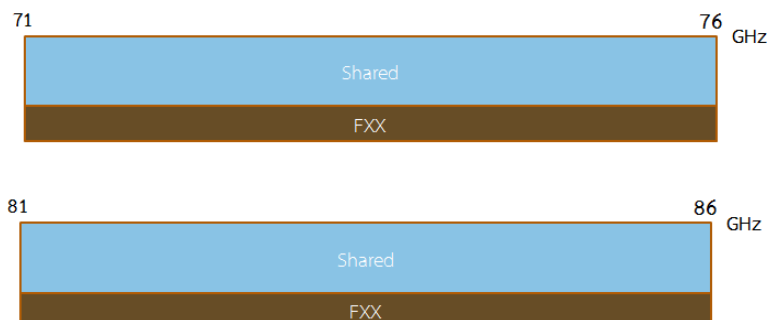 71 76 GHz
Shared
FXX
81 86 GHz
Shared
FXX